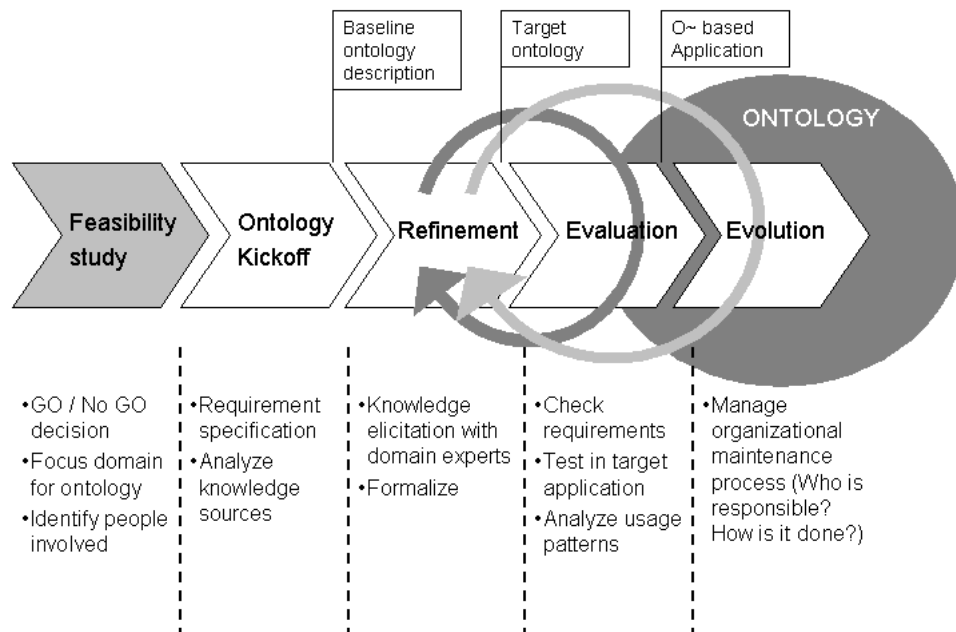 Baseline
ontology
description
Target
ontology
O~ based
Application
ONTOLOGY
Feasibility
study
Ontology
Kickoff
Refinement
Evaluation
Evolution
•GO / No GO
decision
•Focus domain
for ontology
•Identify people
involved
•Requirement
specification
•Analyze
knowledge
sources
•Knowledge
elicitation with
domain experts
•Formalize
•Check
requirements
•Test in target
application
•Analyze usage
patterns
•Manage
organizational
maintenance
process (Who is
responsible?
How is it done?)